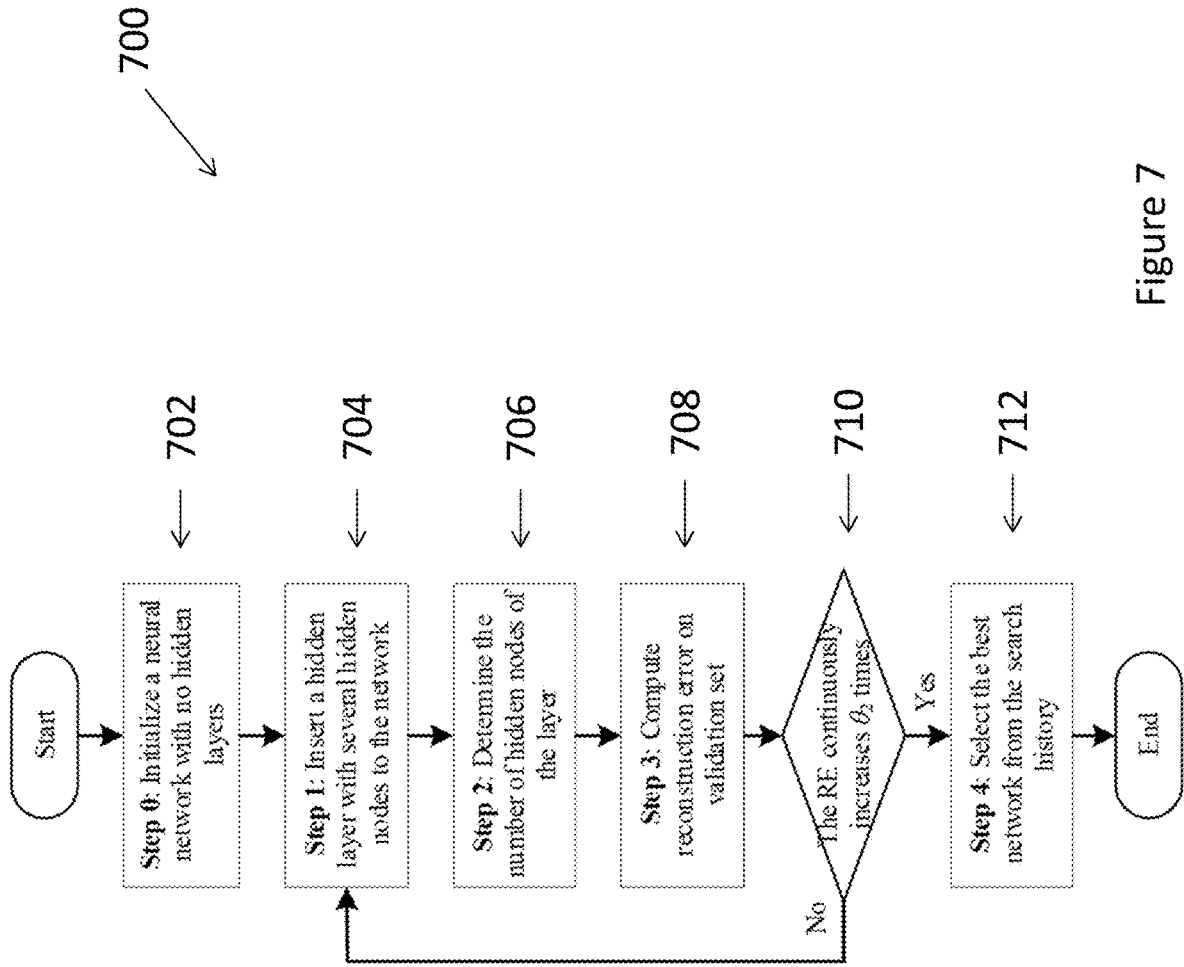 700
Start
Step 0: Initialize a neural
network with no hidden
layers
702
Step 1: Insert a hidden
layer with several hidden
nodes to the network
704
Step 2: Determine the
number of hidden nodes of
the layer
706
Step 3: Compute
reconstruction error on
validation set
708
The RE continuously
increases θ₂ times
710
No
Yes
Step 4: Select the best
network from the search
history
712
End
Figure 7